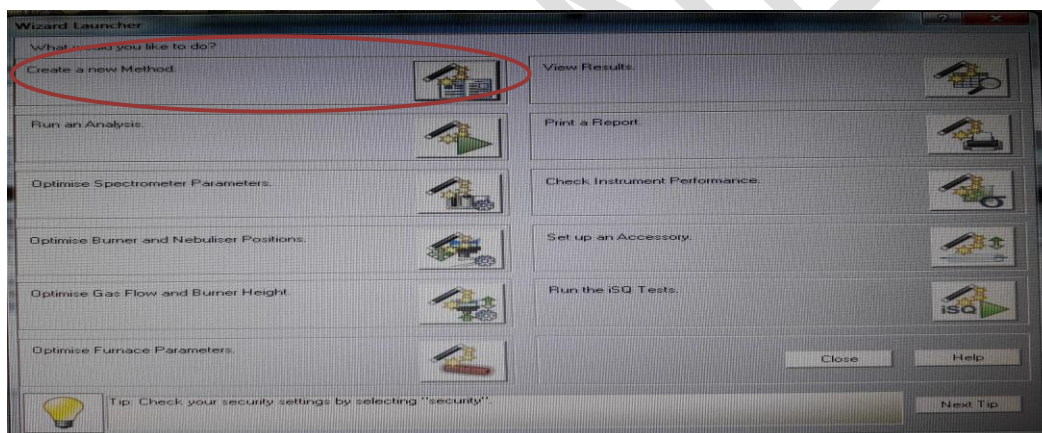 Wizard Launcher
What would you like to do?
Create a new Method.
Run an Analysis.
Optimise Spectrometer Parameters.
Optimise Burner and Nebuliser Positions.
Optimise Gas Flow and Burner Height.
Optimise Furnace Parameters.
View Results.
Print a Report.
Check Instrument Performance.
Set up an Accessory.
Run the iSQ Tests.
iSQ
Close
Help
Tip: Check your security settings by selecting "security".
Next Tip